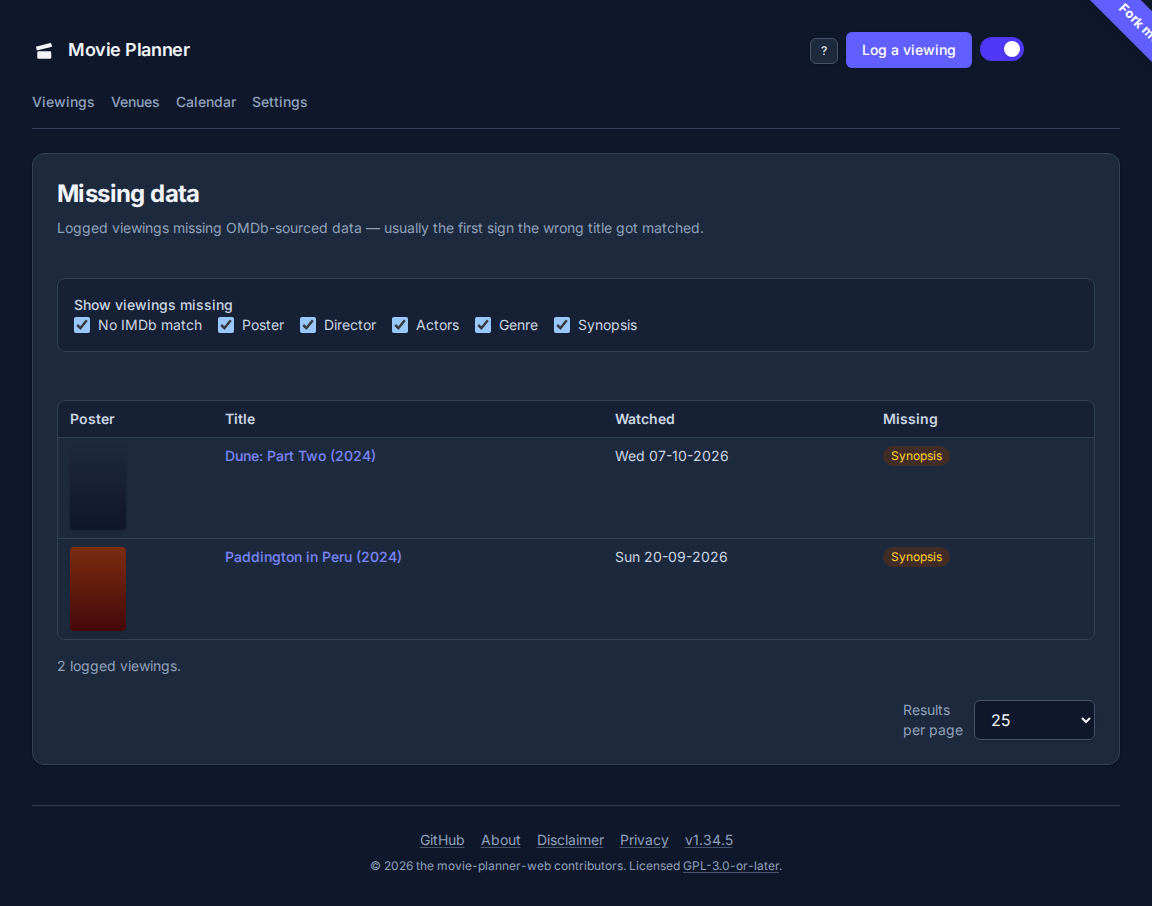 Fork m
Movie Planner
?
Log a viewing
Viewings Venues Calendar Settings
Missing data
Logged viewings missing OMDb-sourced data — usually the first sign the wrong title got matched.
Show viewings missing
No IMDb match Poster Director Actors Genre Synopsis
Poster Title Watched Missing
Dune: Part Two (2024) Wed 07-10-2026 Synopsis
Paddington in Peru (2024) Sun 20-09-2026 Synopsis
2 logged viewings.
Results
per page
25
GitHub About Disclaimer Privacy v1.34.5
© 2026 the movie-planner-web contributors. Licensed GPL-3.0-or-later.